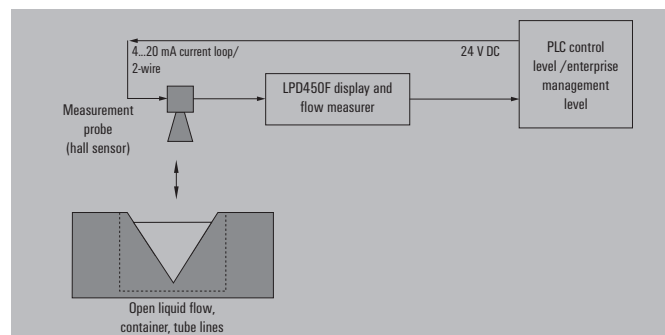 4...20 mA current loop/
2-wire
24 V DC
PLC control
level /enterprise
management
level
LPD450F display and
flow measurer
Measurement
probe
(hall sensor)
Open liquid flow,
container, tube lines